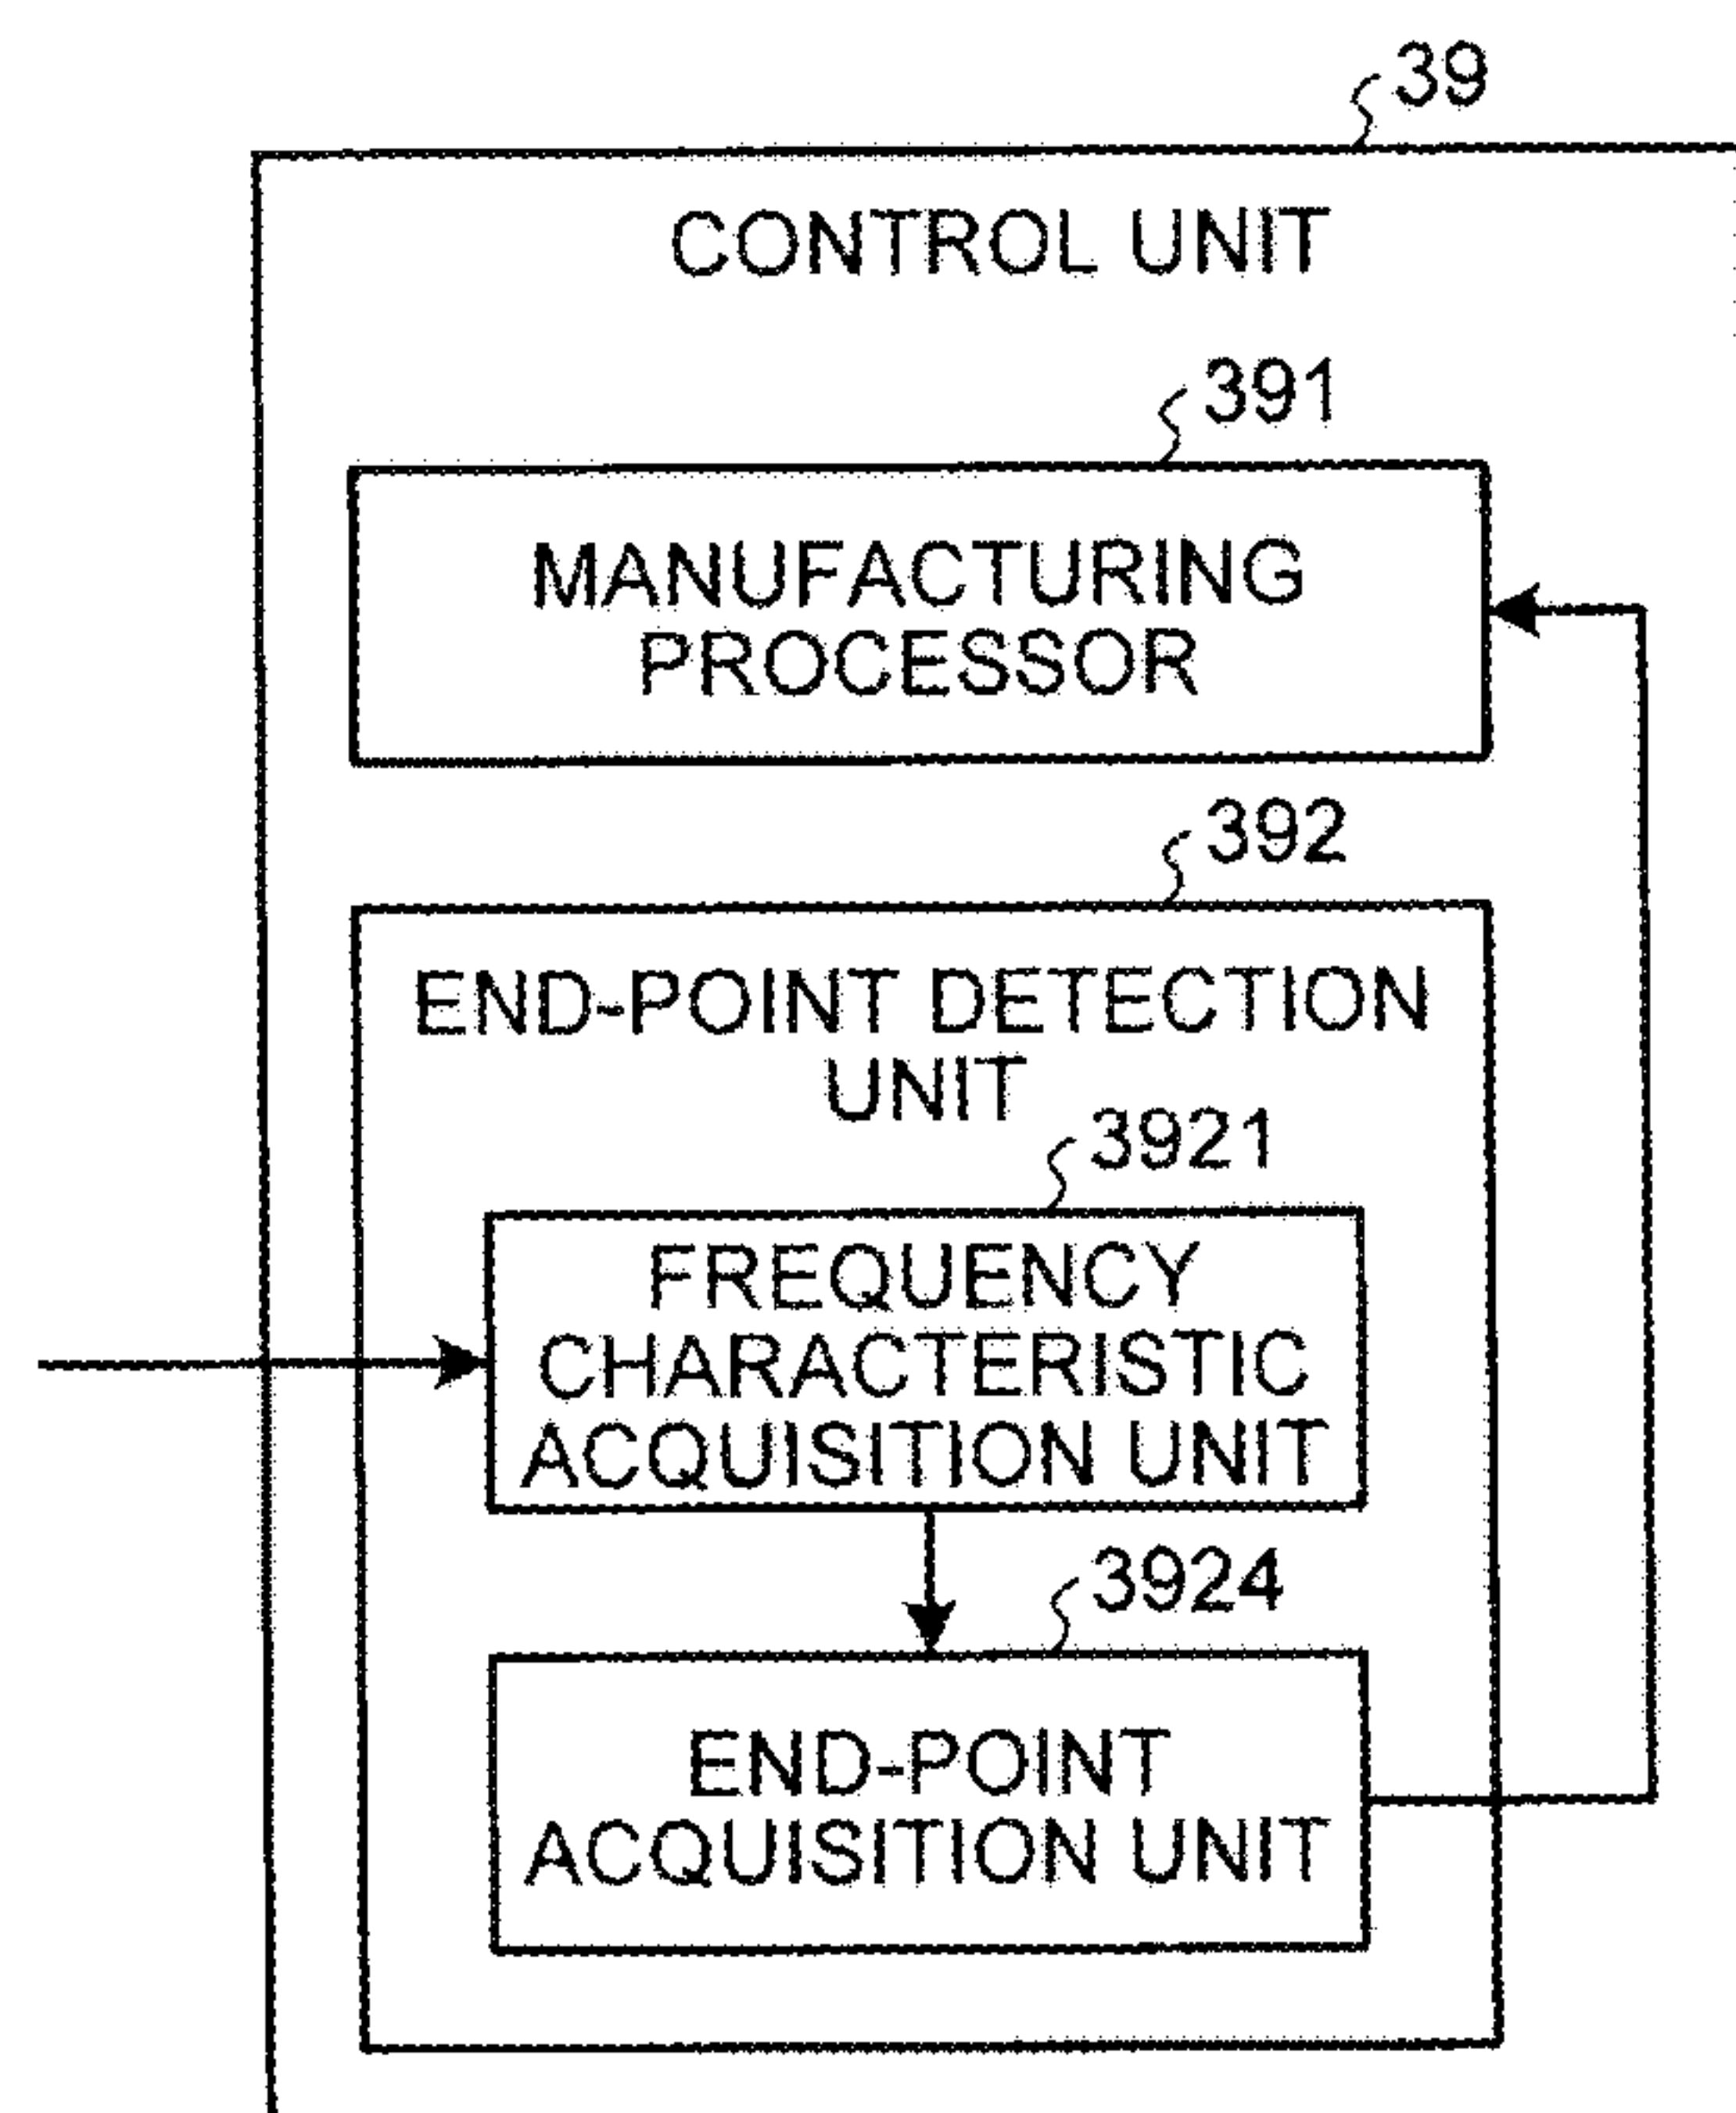 39
CONTROL UNIT
391
MANUFACTURING
PROCESSOR
392
END-POINT DETECTION
UNIT
3921
FREQUENCY
CHARACTERISTIC
ACQUISITION UNIT
3924
END-POINT
ACQUISITION UNIT